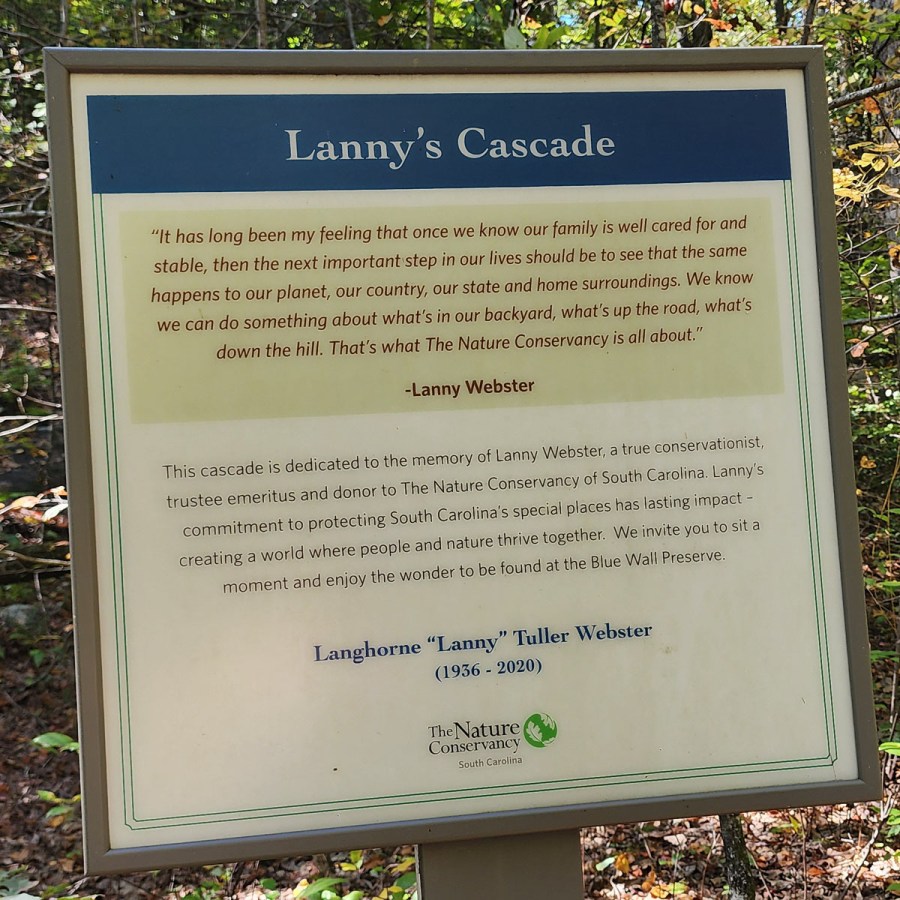 Lanny's Cascade
“It has long been my feeling that once we know our family is well cared for and
stable, then the next important step in our lives should be to see that the same
happens to our planet, our country, our state and home surroundings. We know
we can do something about what's in our backyard, what's up the road, what's
down the hill. That's what The Nature Conservancy is all about.”
-Lanny Webster
This cascade is dedicated to the memory of Lanny Webster, a true conservationist,
trustee emeritus and donor to The Nature Conservancy of South Carolina. Lanny's
commitment to protecting South Carolina's special places has lasting impact –
creating a world where people and nature thrive together. We invite you to sit a
moment and enjoy the wonder to be found at the Blue Wall Preserve.
Langhorne “Lanny” Tuller Webster
(1936 - 2020)
The Nature
Conservancy
South Carolina